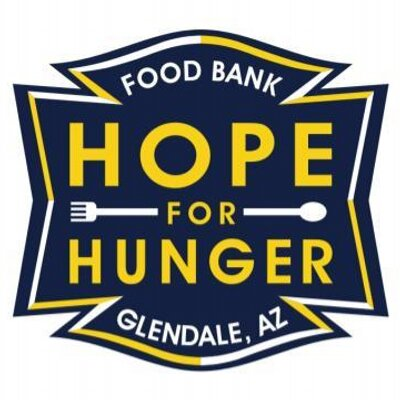 FOOD BANK
HOPE
FOR
HUNGER
GLENDALE, AZ